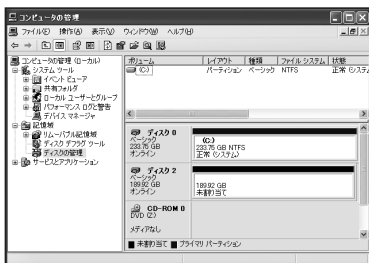 コンピュータの管理
ファイル(F) 操作(A) 表示(V) ウィンドウ(W) ヘルプ(H)
コンピュータの管理 (ローカル)
システム ツール
イベント ビューア
共有フォルダ
ローカル ユーザーとグループ
パフォーマンス ログと警告
デバイス マネージャ
記憶域
リムーバブル記憶域
ディスク デフラグ ツール
ディスクの管理
サービスとアプリケーション
ボリューム レイアウト 種類 ファイル システム 状態
(C:) パーティション ベーシック NTFS 正常 (システ
ディスク 0
ベーシック
233.75 GB
オンライン
(C:)
233.75 GB NTFS
正常 (システム)
ディスク 2
ベーシック
189.92 GB
オンライン
189.92 GB
未割り当て
CD-ROM 0
DVD (Z:)
メディアなし
未割り当て プライマリ パーティション